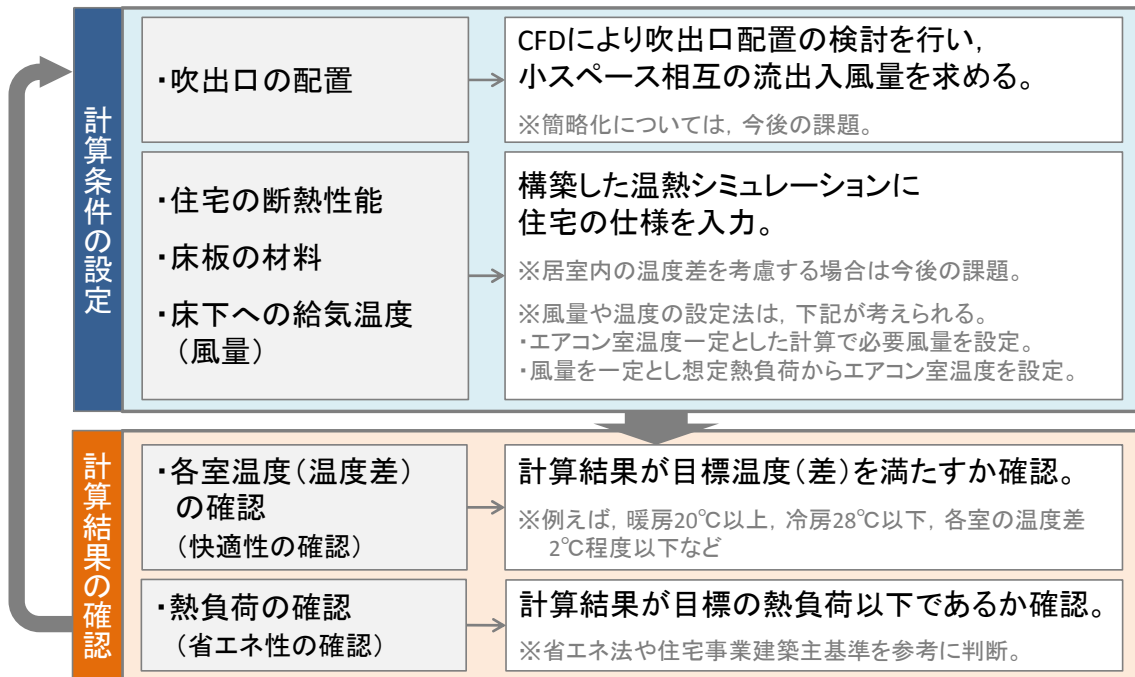 計算条件の設定
・吹出口の配置
CFDにより吹出口配置の検討を行い，
小スペース相互の流出入風量を求める。
※簡略化については，今後の課題。
・住宅の断熱性能
・床板の材料
・床下への給気温度
（風量）
構築した温熱シミュレーションに
住宅の仕様を入力。
※居室内の温度差を考慮する場合は今後の課題。
※風量や温度の設定法は，下記が考えられる。
・エアコン室温度一定とした計算で必要風量を設定。
・風量を一定とし想定熱負荷からエアコン室温度を設定。
計算結果の確認
・各室温度（温度差）
の確認
（快適性の確認）
計算結果が目標温度（差）を満たすか確認。
※例えば，暖房20℃以上，冷房28℃以下，各室の温度差
2℃程度以下など
・熱負荷の確認
（省エネ性の確認）
計算結果が目標の熱負荷以下であるか確認。
※省エネ法や住宅事業建築主基準を参考に判断。